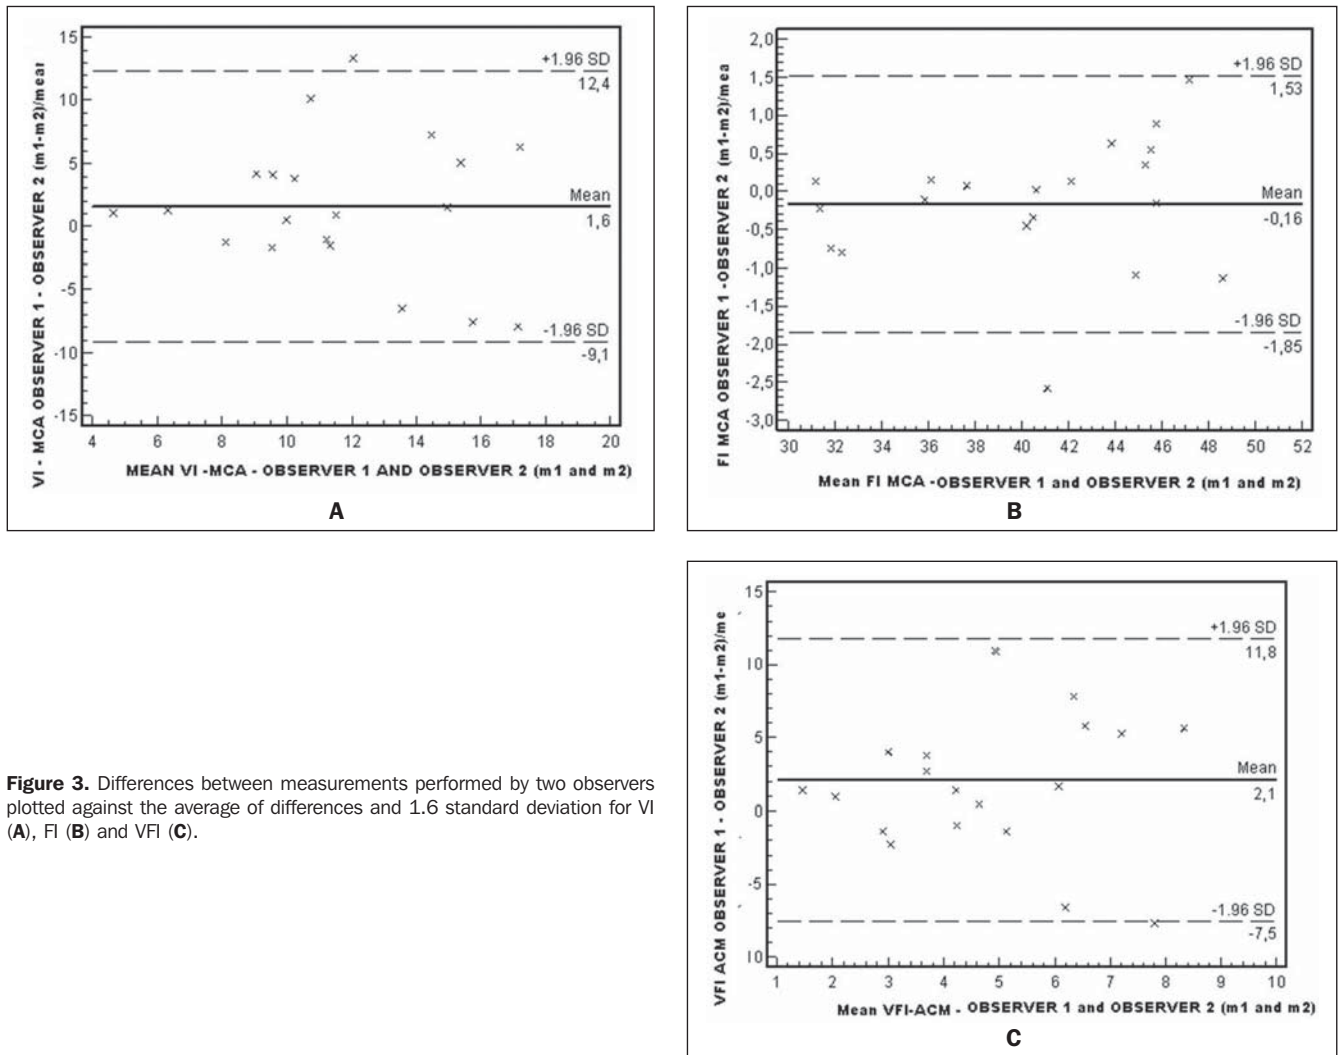 VI - MCA OBSERVER 1 - OBSERVER 2 (m1-m2)/mear
15
10
5
0
-5
-10
-15
+1.96 SD
12,4
Mean
1,6
-1.96 SD
-9,1
4 6 8 10 12 14 16 18 20
MEAN VI -MCA - OBSERVER 1 AND OBSERVER 2 (m1 and m2)
A
FI MCA OBSERVER 1 -OBSERVER 2 (m1-m2)/mea
2,0
1,5
1,0
0,5
0,0
-0,5
-1,0
-1,5
-2,0
-2,5
-3,0
+1.96 SD
1,53
Mean
-0,16
-1.96 SD
-1,85
30 32 34 36 38 40 42 44 46 48 50 52
Mean FI MCA -OBSERVER 1 and OBSERVER 2 (m1 and m2)
B
VFI ACM OBSERVER 1 - OBSERVER 2 (m1-m2)/me
15
10
5
0
-5
10
+1.96 SD
11,8
Mean
2,1
-1.96 SD
-7,5
1 2 3 4 5 6 7 8 9 10
Mean VFI-ACM - OBSERVER 1 and OBSERVER 2 (m1 and m2)
C
Figure 3. Differences between measurements performed by two observers
plotted against the average of differences and 1.6 standard deviation for VI
(A), FI (B) and VFI (C).